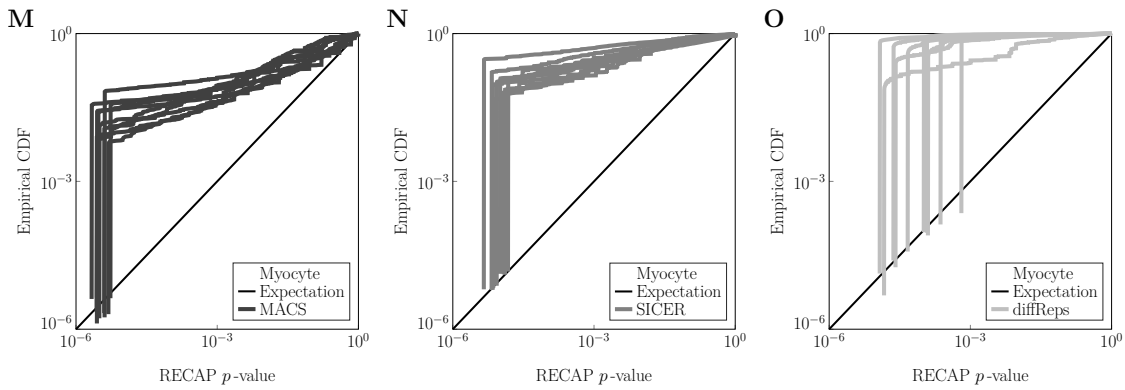 M
10^0
10^-3
10^-6
Empirical CDF
Myocyte
Expectation
MACS
10^-6
10^-3
10^0
RECAP p-value
N
10^0
10^-3
10^-6
Empirical CDF
Myocyte
Expectation
SICER
10^-6
10^-3
10^0
RECAP p-value
O
10^0
10^-3
10^-6
Empirical CDF
Myocyte
Expectation
diffReps
10^-6
10^-3
10^0
RECAP p-value